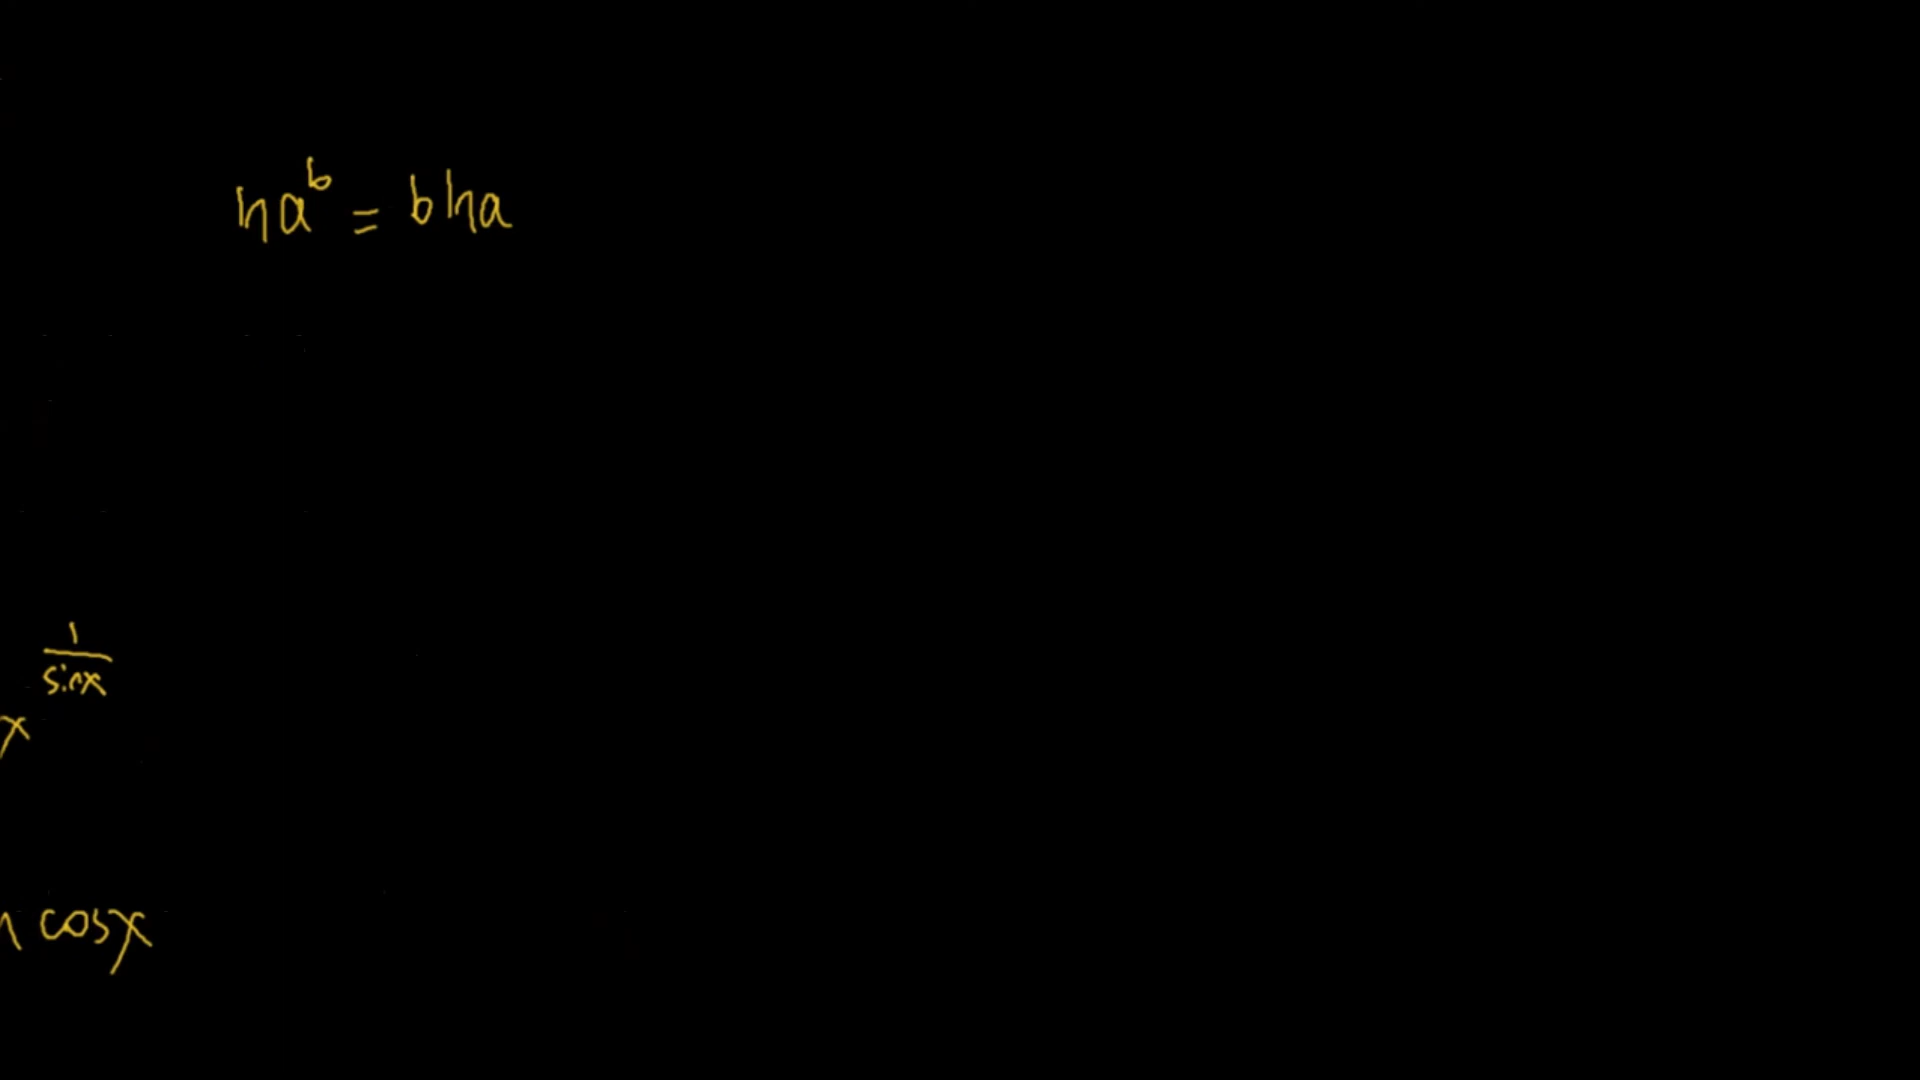 ln a^b = b ln a
1/sinx
x
n cosx